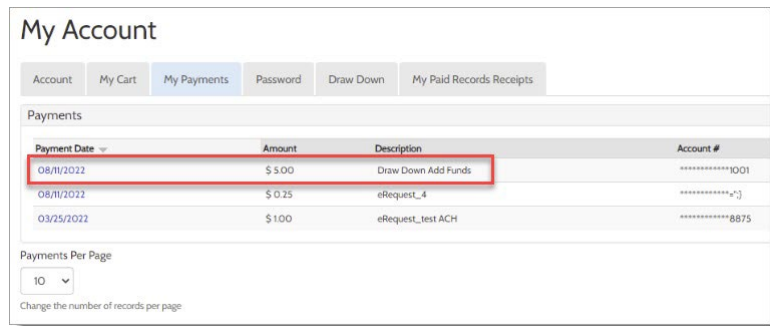 My Account
Account My Cart My Payments Password Draw Down My Paid Records Receipts
Payments
Payment Date Amount Description Account #
08/11/2022 $ 5.00 Draw Down Add Funds ************1001
08/11/2022 $ 0.25 eRequest_4 ************=";}
03/25/2022 $ 1.00 eRequest_test ACH ************8875
Payments Per Page
10
Change the number of records per page